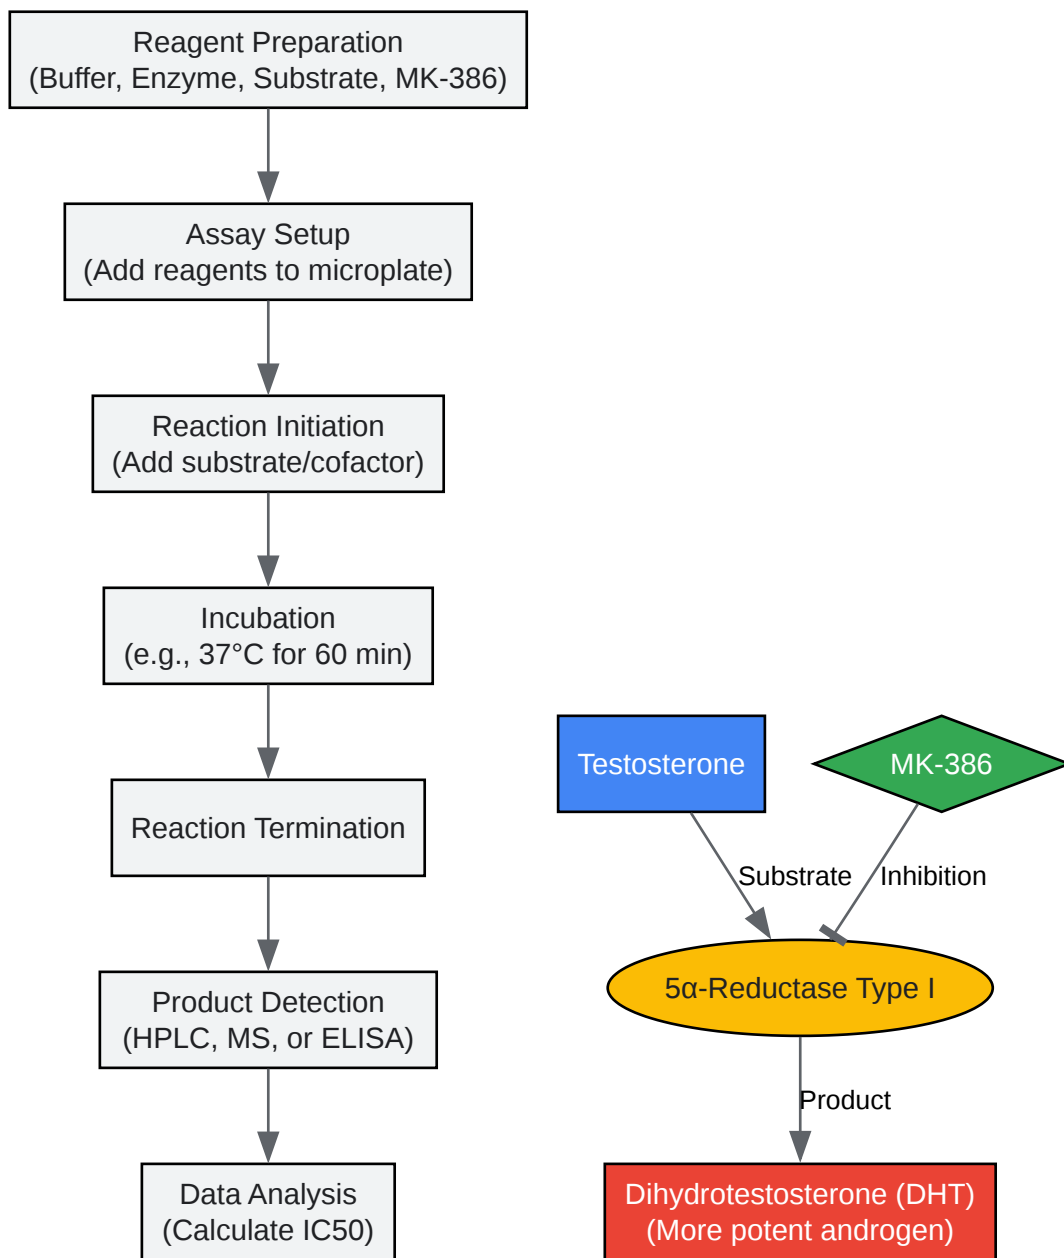 Reagent Preparation
(Buffer, Enzyme, Substrate, MK-386)
Assay Setup
(Add reagents to microplate)
Reaction Initiation
(Add substrate/cofactor)
Incubation
(e.g., 37°C for 60 min)
Reaction Termination
Product Detection
(HPLC, MS, or ELISA)
Data Analysis
(Calculate IC50)
Testosterone
MK-386
Substrate
Inhibition
5α-Reductase Type I
Product
Dihydrotestosterone (DHT)
(More potent androgen)